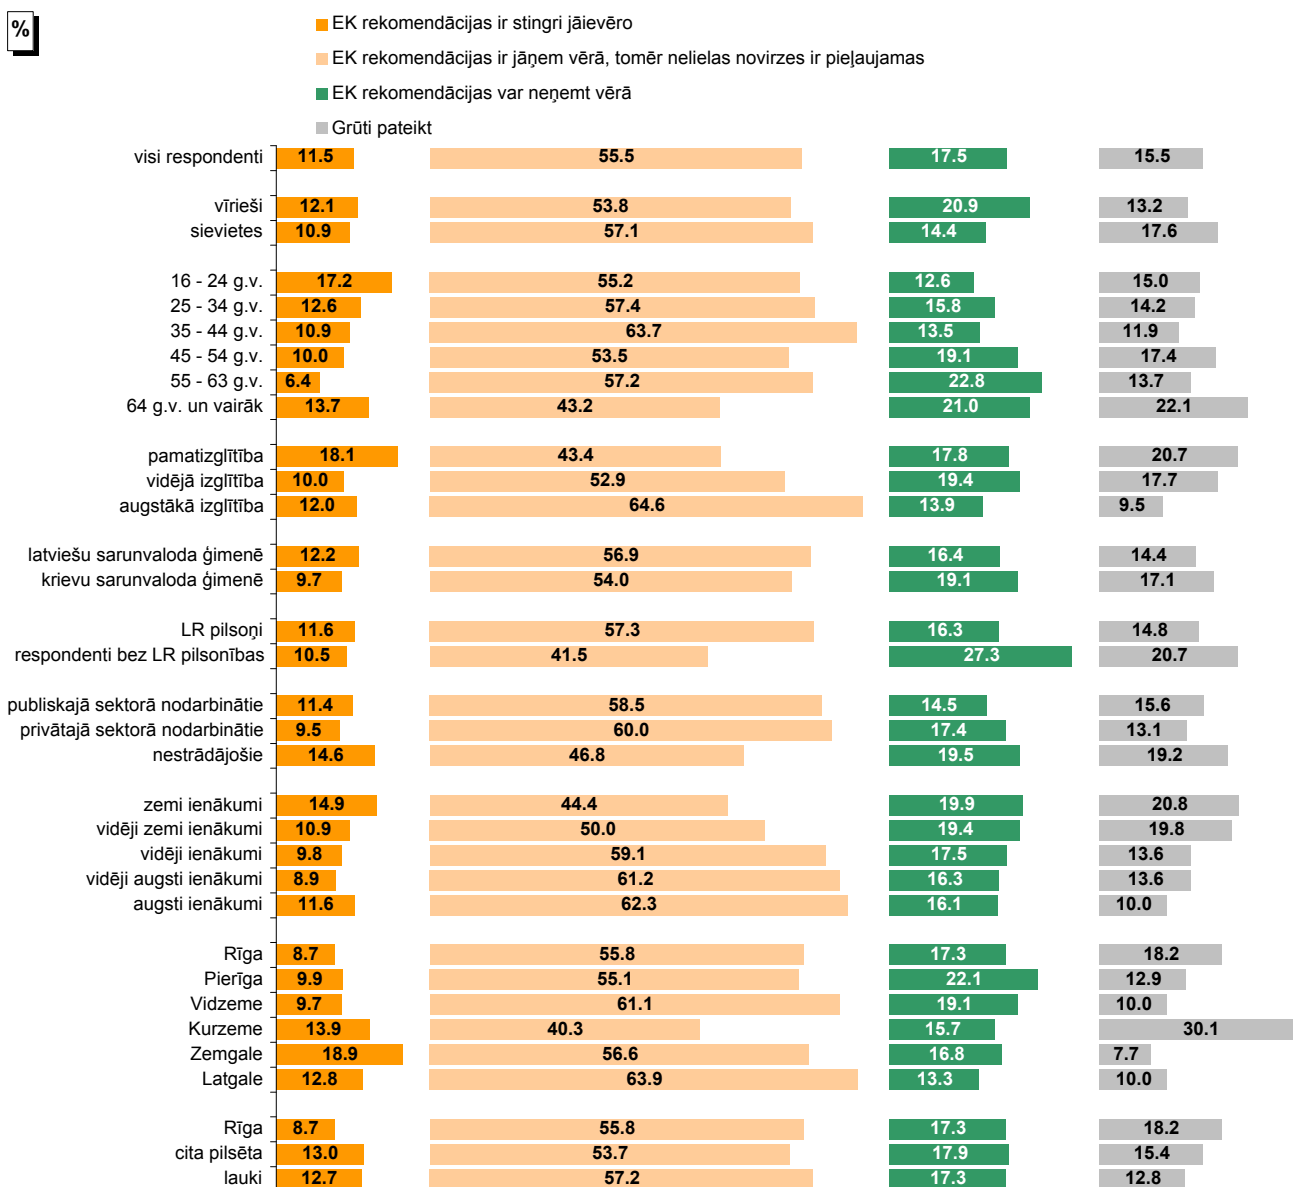 %
EK rekomendācijas ir stingri jāievēro
EK rekomendācijas ir jāņem vērā, tomēr nelielas novirzes ir pieļaujamas
EK rekomendācijas var neņemt vērā
Grūti pateikt
visi respondenti 11.5 55.5 17.5 15.5
vīrieši 12.1 53.8 20.9 13.2
sievietes 10.9 57.1 14.4 17.6
16 - 24 g.v. 17.2 55.2 12.6 15.0
25 - 34 g.v. 12.6 57.4 15.8 14.2
35 - 44 g.v. 10.9 63.7 13.5 11.9
45 - 54 g.v. 10.0 53.5 19.1 17.4
55 - 63 g.v. 6.4 57.2 22.8 13.7
64 g.v. un vairāk 13.7 43.2 21.0 22.1
pamatizglītība 18.1 43.4 17.8 20.7
vidējā izglītība 10.0 52.9 19.4 17.7
augstākā izglītība 12.0 64.6 13.9 9.5
latviešu sarunvaloda ģimenē 12.2 56.9 16.4 14.4
krievu sarunvaloda ģimenē 9.7 54.0 19.1 17.1
LR pilsoņi 11.6 57.3 16.3 14.8
respondenti bez LR pilsonības 10.5 41.5 27.3 20.7
publiskajā sektorā nodarbinātie 11.4 58.5 14.5 15.6
privātajā sektorā nodarbinātie 9.5 60.0 17.4 13.1
nestrādājošie 14.6 46.8 19.5 19.2
zemi ienākumi 14.9 44.4 19.9 20.8
vidēji zemi ienākumi 10.9 50.0 19.4 19.8
vidēji ienākumi 9.8 59.1 17.5 13.6
vidēji augsti ienākumi 8.9 61.2 16.3 13.6
augsti ienākumi 11.6 62.3 16.1 10.0
Rīga 8.7 55.8 17.3 18.2
Pierīga 9.9 55.1 22.1 12.9
Vidzeme 9.7 61.1 19.1 10.0
Kurzeme 13.9 40.3 15.7 30.1
Zemgale 18.9 56.6 16.8 7.7
Latgale 12.8 63.9 13.3 10.0
Rīga 8.7 55.8 17.3 18.2
cita pilsēta 13.0 53.7 17.9 15.4
lauki 12.7 57.2 17.3 12.8